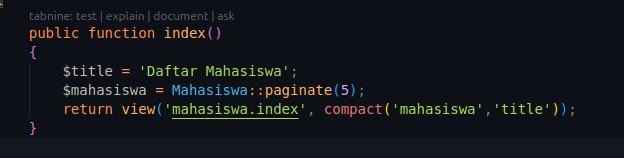 tabnine: test | explain | document | ask
public function index()
{
    $title = 'Daftar Mahasiswa';
    $mahasiswa = Mahasiswa::paginate(5);
    return view('mahasiswa.index', compact('mahasiswa','title'));
}